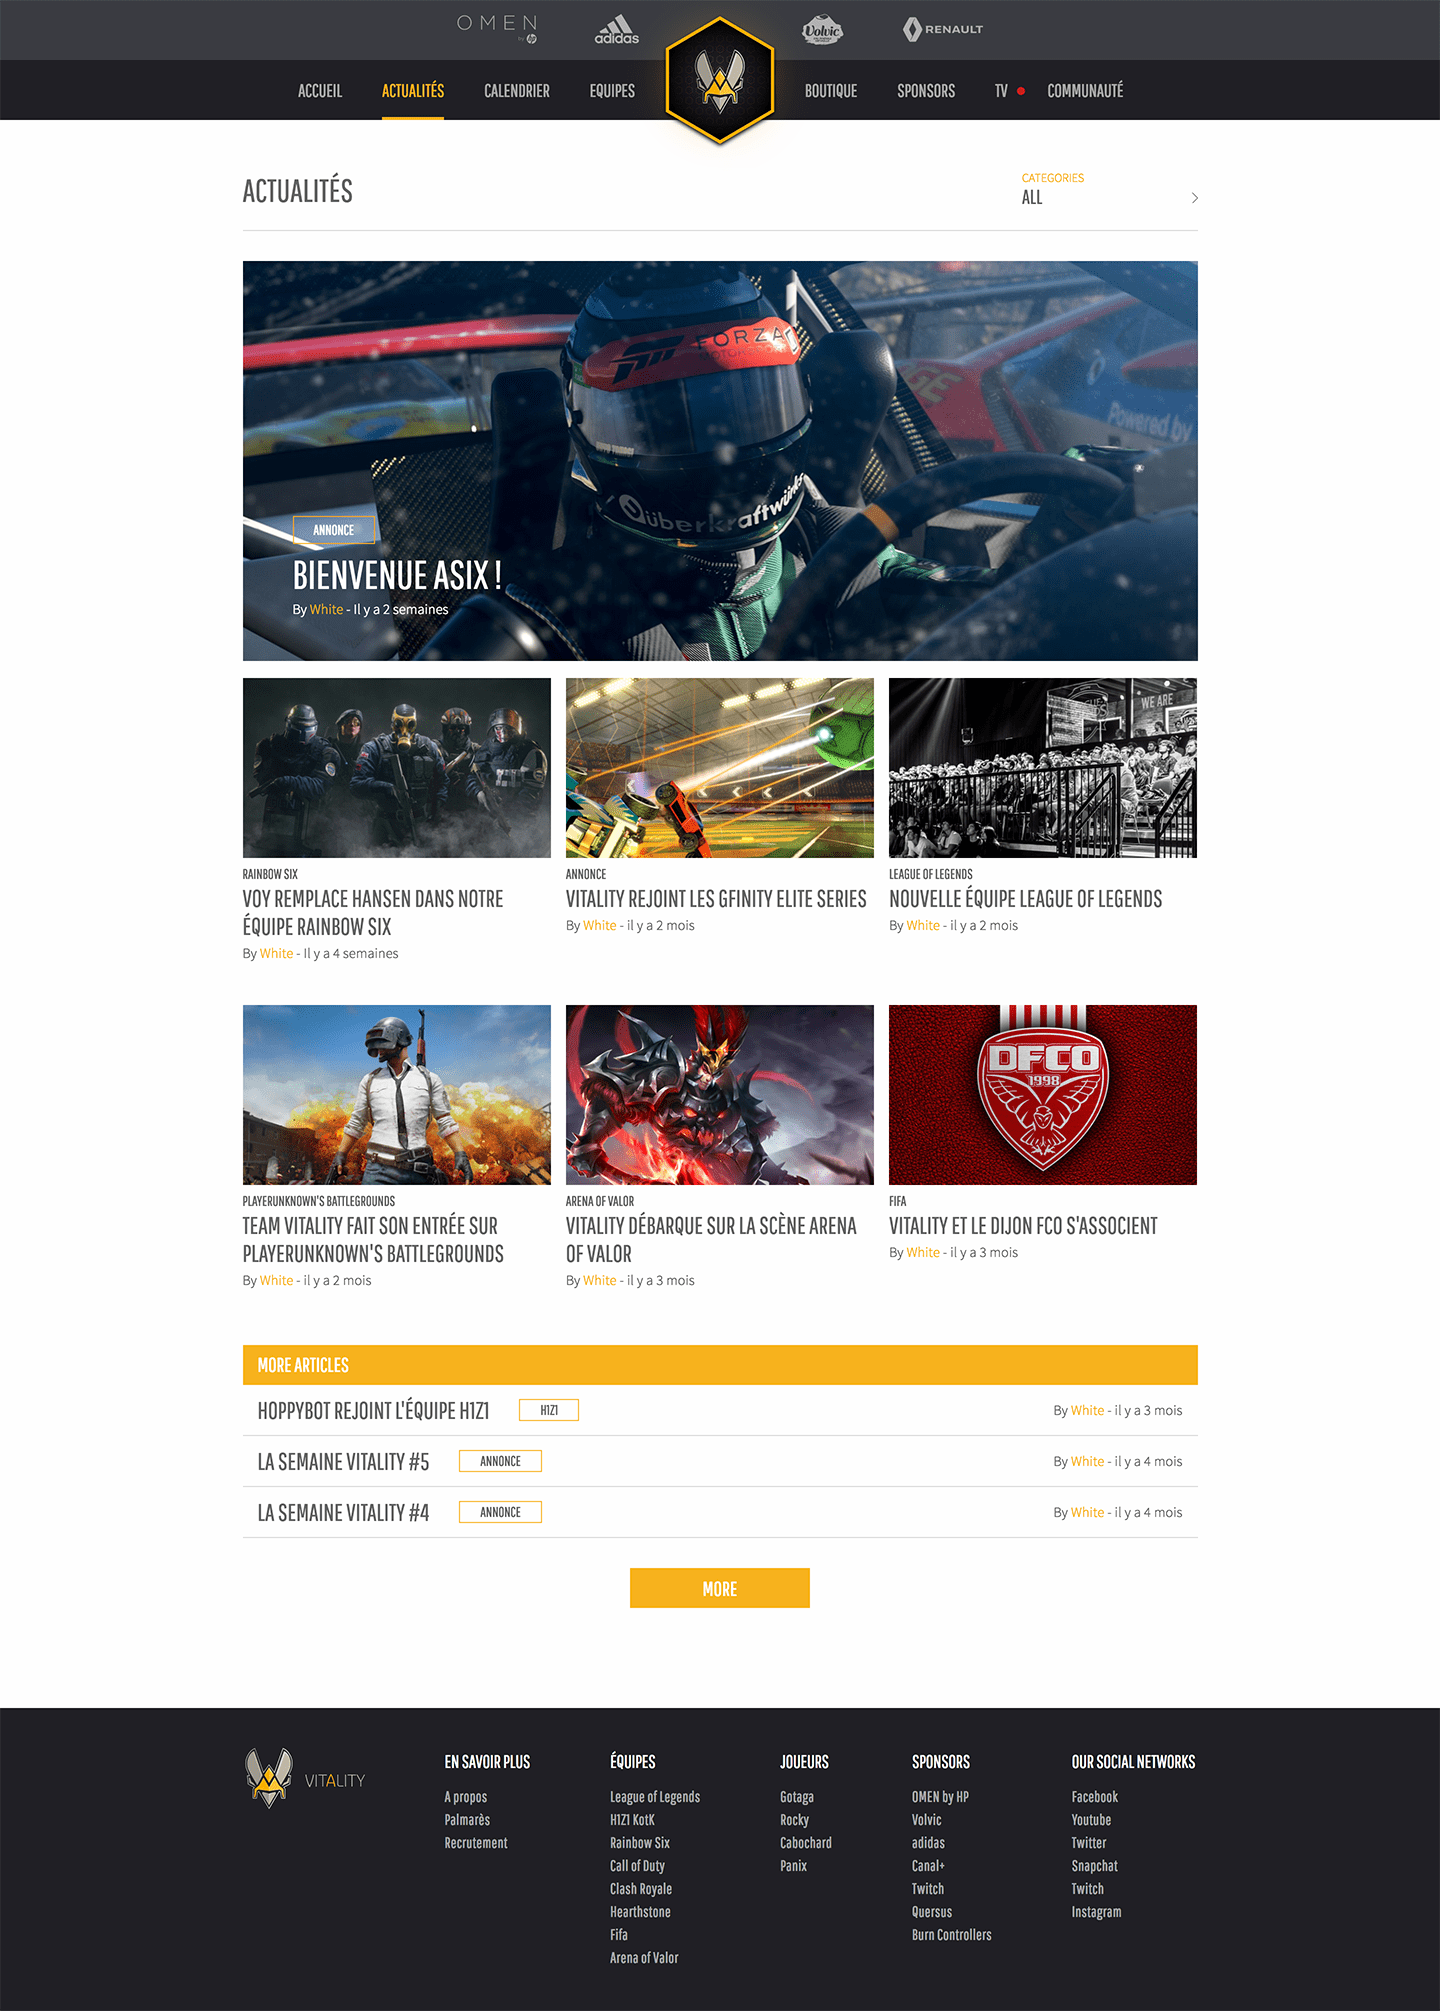 OMEN
by hp
adidas
Volvic
RENAULT
ACCUEIL
ACTUALITÉS
CALENDRIER
EQUIPES
BOUTIQUE
SPONSORS
TV
COMMUNAUTÉ
ACTUALITÉS
CATEGORIES
ALL
FORZA
MOTORSPORT
Powered by
überkraftwürks
ANNONCE
BIENVENUE ASIX !
By White - Il y a 2 semaines
WE ARE
RAINBOW SIX
VOY REMPLACE HANSEN DANS NOTRE
ÉQUIPE RAINBOW SIX
By White - Il y a 4 semaines
ANNONCE
VITALITY REJOINT LES GFINITY ELITE SERIES
By White - il y a 2 mois
LEAGUE OF LEGENDS
NOUVELLE ÉQUIPE LEAGUE OF LEGENDS
By White - il y a 2 mois
DFCO
1998
PLAYERUNKNOWN'S BATTLEGROUNDS
TEAM VITALITY FAIT SON ENTRÉE SUR
PLAYERUNKNOWN'S BATTLEGROUNDS
By White - il y a 2 mois
ARENA OF VALOR
VITALITY DÉBARQUE SUR LA SCÈNE ARENA
OF VALOR
By White - il y a 3 mois
FIFA
VITALITY ET LE DIJON FCO S'ASSOCIENT
By White - il y a 3 mois
MORE ARTICLES
HOPPYBOT REJOINT L'ÉQUIPE H1Z1
H1Z1
By White - il y a 3 mois
LA SEMAINE VITALITY #5
ANNONCE
By White - il y a 4 mois
LA SEMAINE VITALITY #4
ANNONCE
By White - il y a 4 mois
MORE
VITALITY
EN SAVOIR PLUS
A propos
Palmarès
Recrutement
ÉQUIPES
League of Legends
H1Z1 KotK
Rainbow Six
Call of Duty
Clash Royale
Hearthstone
Fifa
Arena of Valor
JOUEURS
Gotaga
Rocky
Cabochard
Panix
SPONSORS
OMEN by HP
Volvic
adidas
Canal+
Twitch
Quersus
Burn Controllers
OUR SOCIAL NETWORKS
Facebook
Youtube
Twitter
Snapchat
Twitch
Instagram